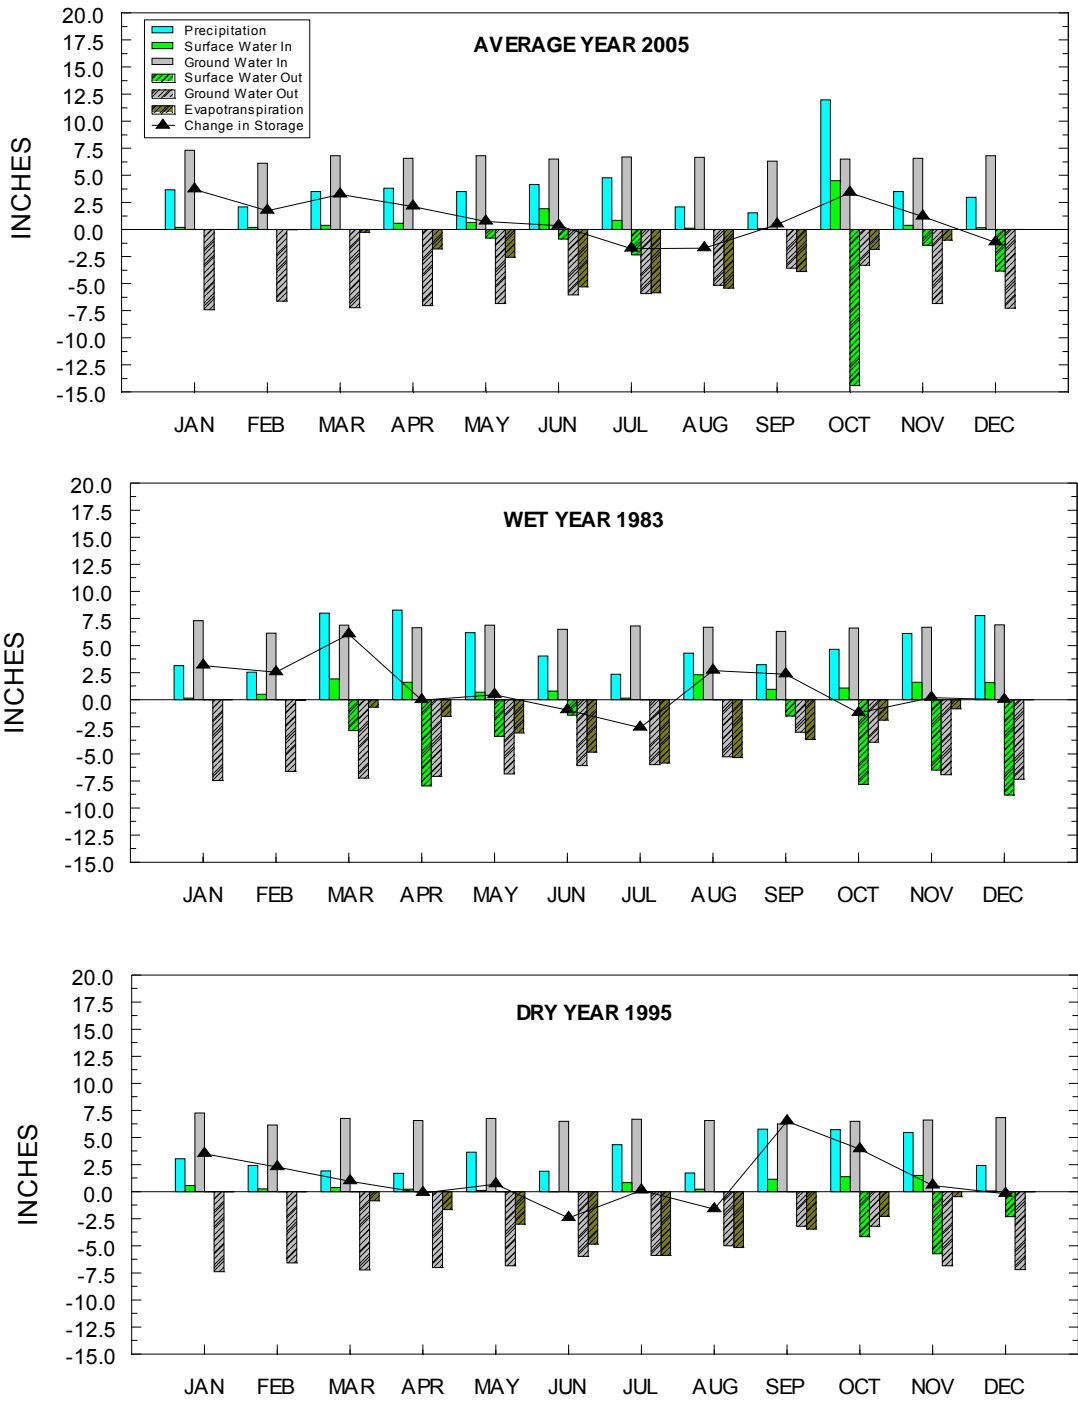 AVERAGE YEAR 2005
Precipitation
Surface Water In
Ground Water In
Surface Water Out
Ground Water Out
Evapotranspiration
Change in Storage
INCHES
20.0
17.5
15.0
12.5
10.0
7.5
5.0
2.5
0.0
-2.5
-5.0
-7.5
-10.0
-12.5
-15.0
JAN FEB MAR APR MAY JUN JUL AUG SEP OCT NOV DEC
WET YEAR 1983
INCHES
20.0
17.5
15.0
12.5
10.0
7.5
5.0
2.5
0.0
-2.5
-5.0
-7.5
-10.0
-12.5
-15.0
JAN FEB MAR APR MAY JUN JUL AUG SEP OCT NOV DEC
DRY YEAR 1995
INCHES
20.0
17.5
15.0
12.5
10.0
7.5
5.0
2.5
0.0
-2.5
-5.0
-7.5
-10.0
-12.5
-15.0
JAN FEB MAR APR MAY JUN JUL AUG SEP OCT NOV DEC